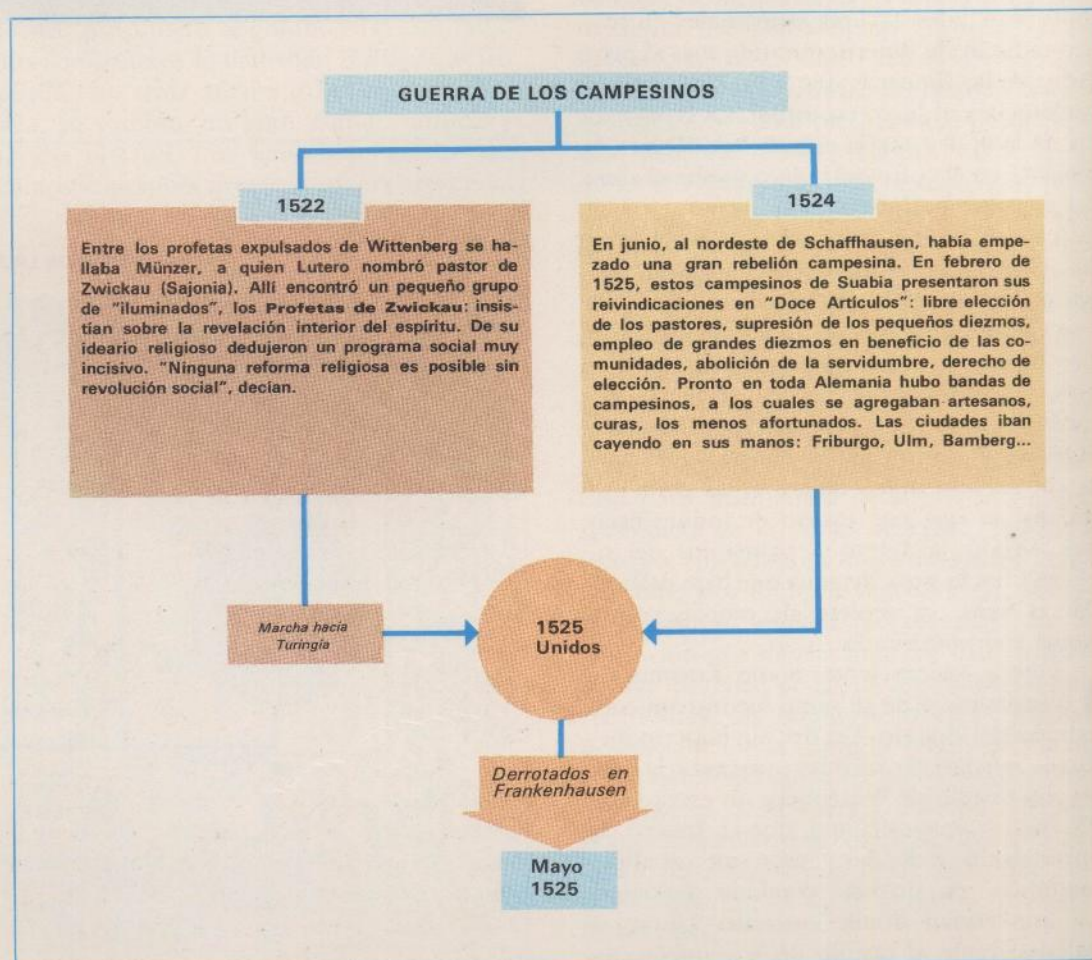 GUERRA DE LOS CAMPESINOS
1522
Entre los profetas expulsados de Wittenberg se ha-
llaba Münzer, a quien Lutero nombró pastor de
Zwickau (Sajonia). Allí encontró un pequeño grupo
de "iluminados", los Profetas de Zwickau: insis-
tían sobre la revelación interior del espíritu. De su
ideario religioso dedujeron un programa social muy
incisivo. "Ninguna reforma religiosa es posible sin
revolución social", decían.
1524
En junio, al nordeste de Schaffhausen, había empe-
zado una gran rebelión campesina. En febrero de
1525, estos campesinos de Suabia presentaron sus
reivindicaciones en "Doce Artículos": libre elección
de los pastores, supresión de los pequeños diezmos,
empleo de grandes diezmos en beneficio de las co-
munidades, abolición de la servidumbre, derecho de
elección. Pronto en toda Alemania hubo bandas de
campesinos, a los cuales se agregaban artesanos,
curas, los menos afortunados. Las ciudades iban
cayendo en sus manos: Friburgo, Ulm, Bamberg...
Marcha hacia
Turingia
1525
Unidos
Derrotados en
Frankenhausen
Mayo
1525